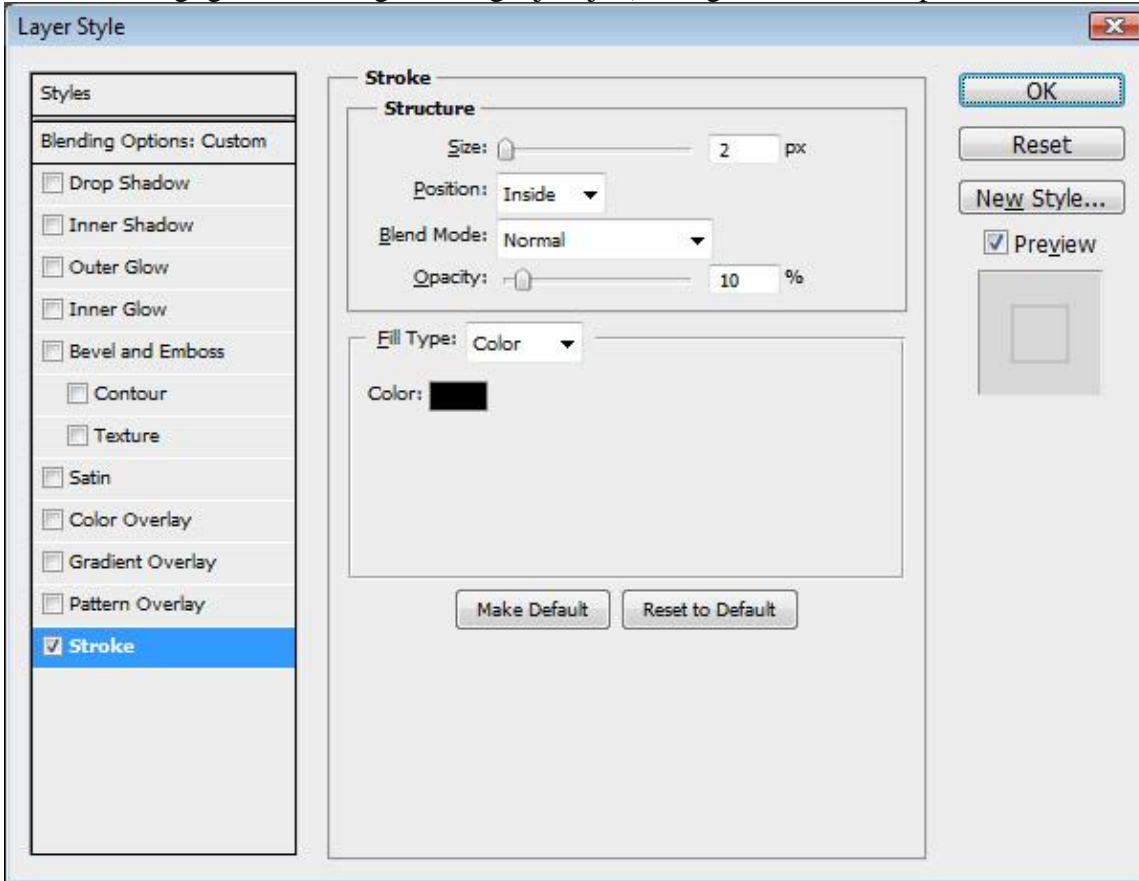 Layer Style
Styles
Blending Options: Custom
Drop Shadow
Inner Shadow
Outer Glow
Inner Glow
Bevel and Emboss
Contour
Texture
Satin
Color Overlay
Gradient Overlay
Pattern Overlay
Stroke
Stroke
Structure
Size: 2 px
Position: Inside
Blend Mode: Normal
Opacity: 10 %
Fill Type: Color
Color:
Make Default Reset to Default
OK
Reset
New Style...
Preview